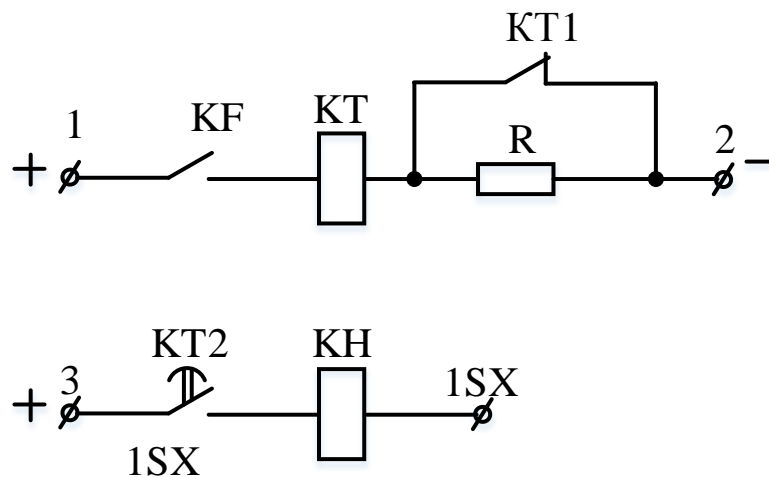 KT1
KF
KT
R
1
2
+
−
KT2
KH
3
1SX
+
1SX